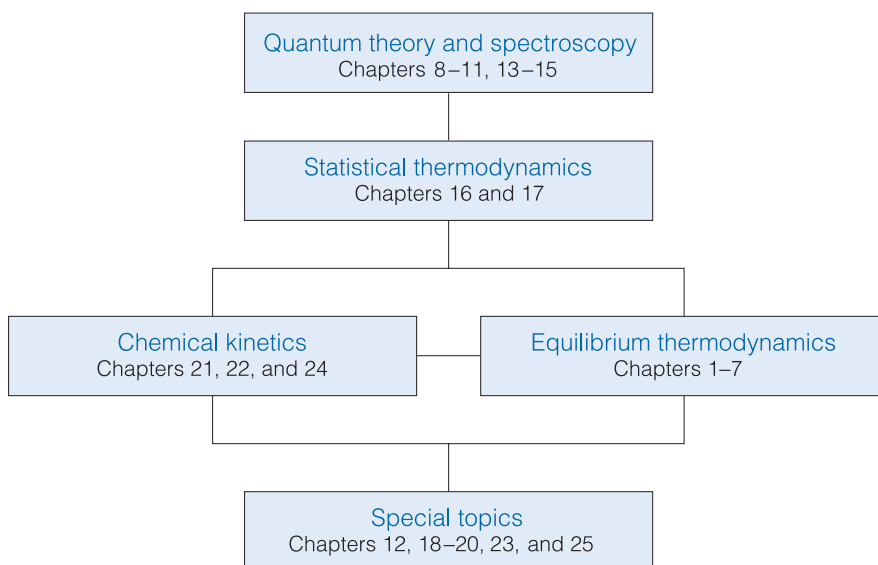 Quantum theory and spectroscopy
Chapters 8–11, 13–15
Statistical thermodynamics
Chapters 16 and 17
Chemical kinetics
Chapters 21, 22, and 24
Equilibrium thermodynamics
Chapters 1–7
Special topics
Chapters 12, 18–20, 23, and 25